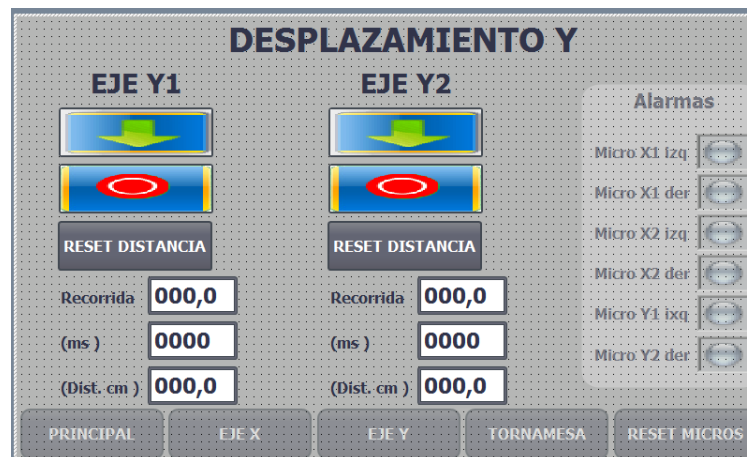 DESPLAZAMIENTO Y
EJE Y1
EJE Y2
RESET DISTANCIA
RESET DISTANCIA
Recorrida 000,0
Recorrida 000,0
(ms ) 0000
(ms ) 0000
(Dist. cm ) 000,0
(Dist. cm ) 000,0
Alarmas
Micro X1 izq
Micro X1 der
Micro X2 izq
Micro X2 der
Micro Y1 ixq
Micro Y2 der
PRINCIPAL
EJE X
EJE Y
TORNAMESA
RESET MICROS